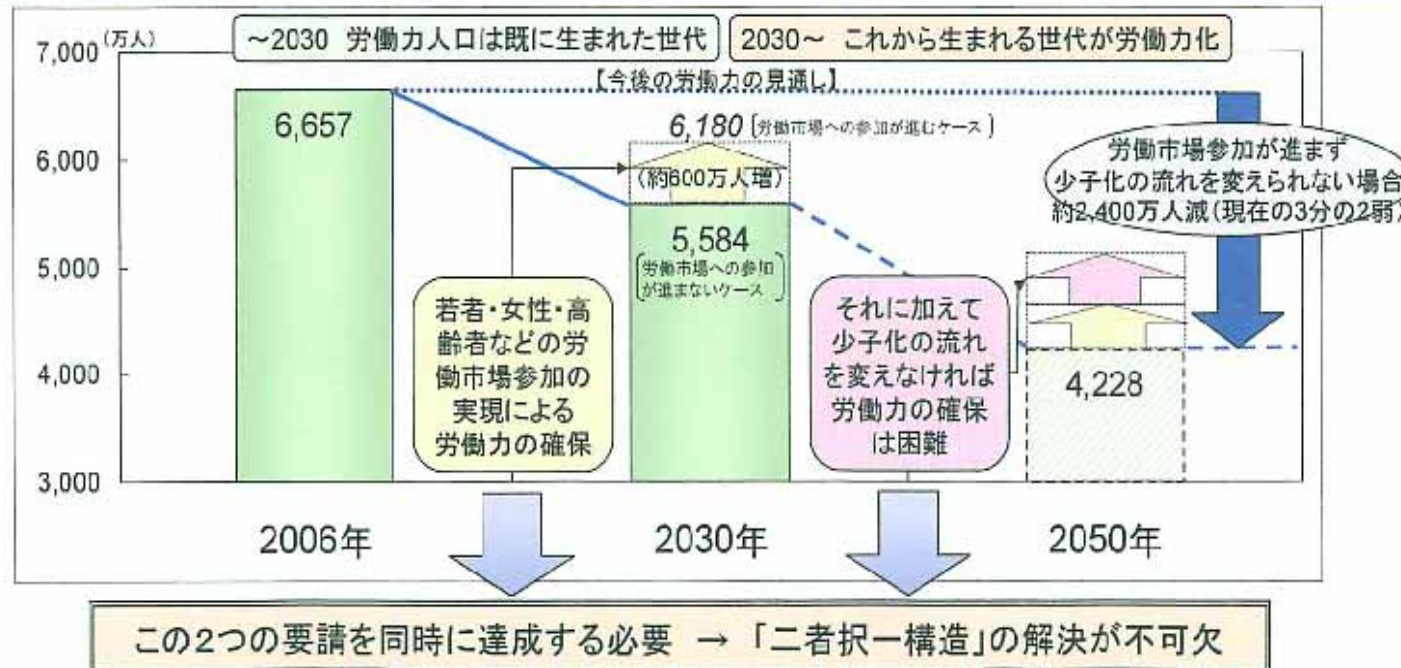 7,000 (万人)
～2030 労働力人口は既に生まれた世代
2030～ これから生まれる世代が労働力化
【今後の労働力の見通し】
6,657
6,180 (労働市場への参加が進むケース)
6,000
(約600万人増)
労働市場参加が進まず
少子化の流れを変えられない場合
約2,400万人減(現在の3分の2弱)
5,584
労働市場への参加
が進まないケース
5,000
若者・女性・高
齢者などの労
働市場参加の
実現による
労働力の確保
それに加えて
少子化の流れ
を変えなければ
労働力の確保
は困難
4,000
4,228
3,000
2006年
2030年
2050年
この2つの要請を同時に達成する必要 → 「二者択一構造」の解決が不可欠